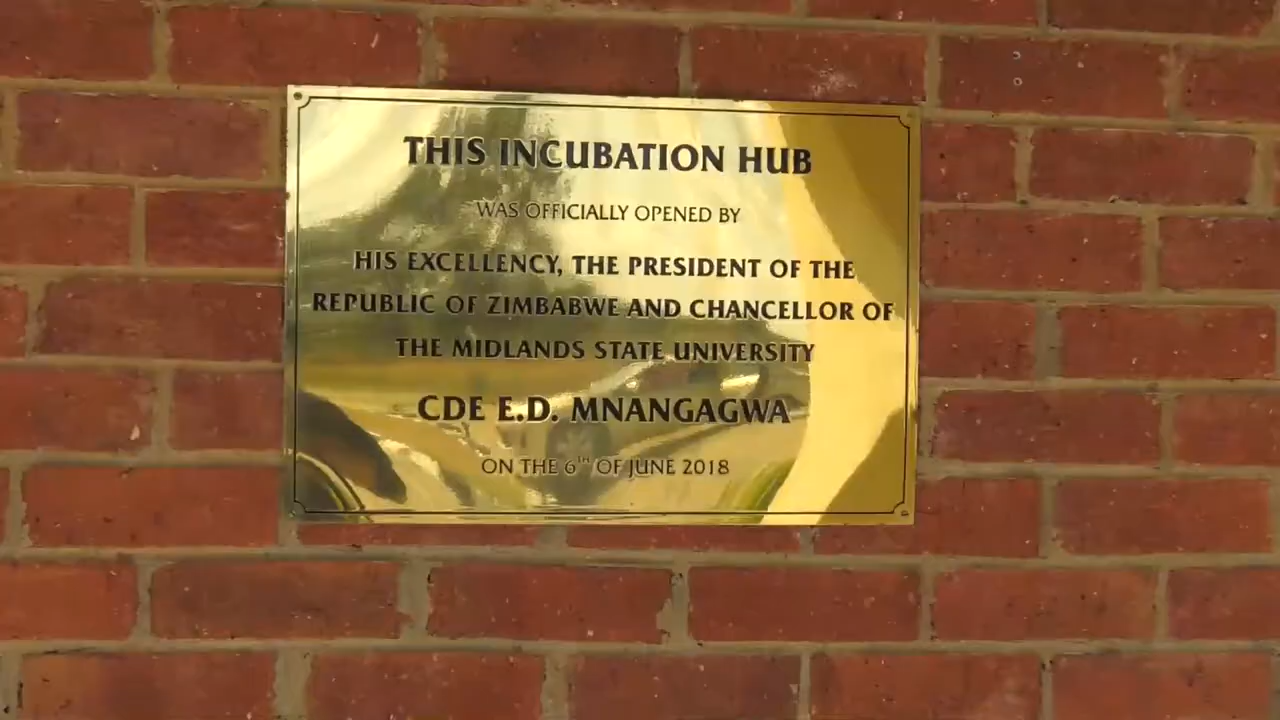 THIS INCUBATION HUB
WAS OFFICIALLY OPENED BY
HIS EXCELLENCY, THE PRESIDENT OF THE
REPUBLIC OF ZIMBABWE AND CHANCELLOR OF
THE MIDLANDS STATE UNIVERSITY
CDE E.D. MNANGAGWA
ON THE 6TH OF JUNE 2018